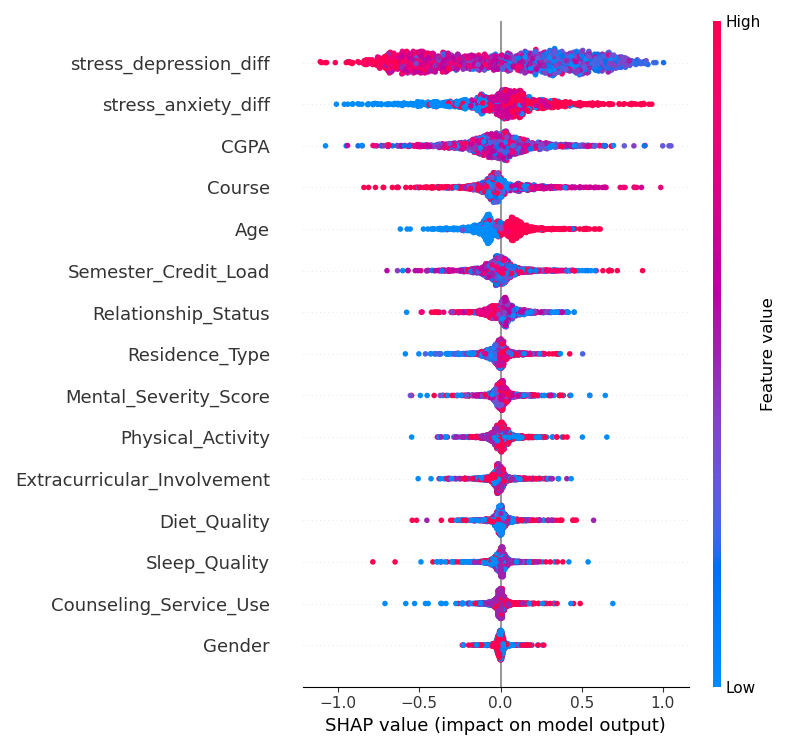 High
stress_depression_diff
stress_anxiety_diff
CGPA
Course
Age
Semester_Credit_Load
Relationship_Status
Residence_Type
Mental_Severity_Score
Physical_Activity
Extracurricular_Involvement
Diet_Quality
Sleep_Quality
Counseling_Service_Use
Gender
Feature value
Low
−1.0 −0.5 0.0 0.5 1.0
SHAP value (impact on model output)